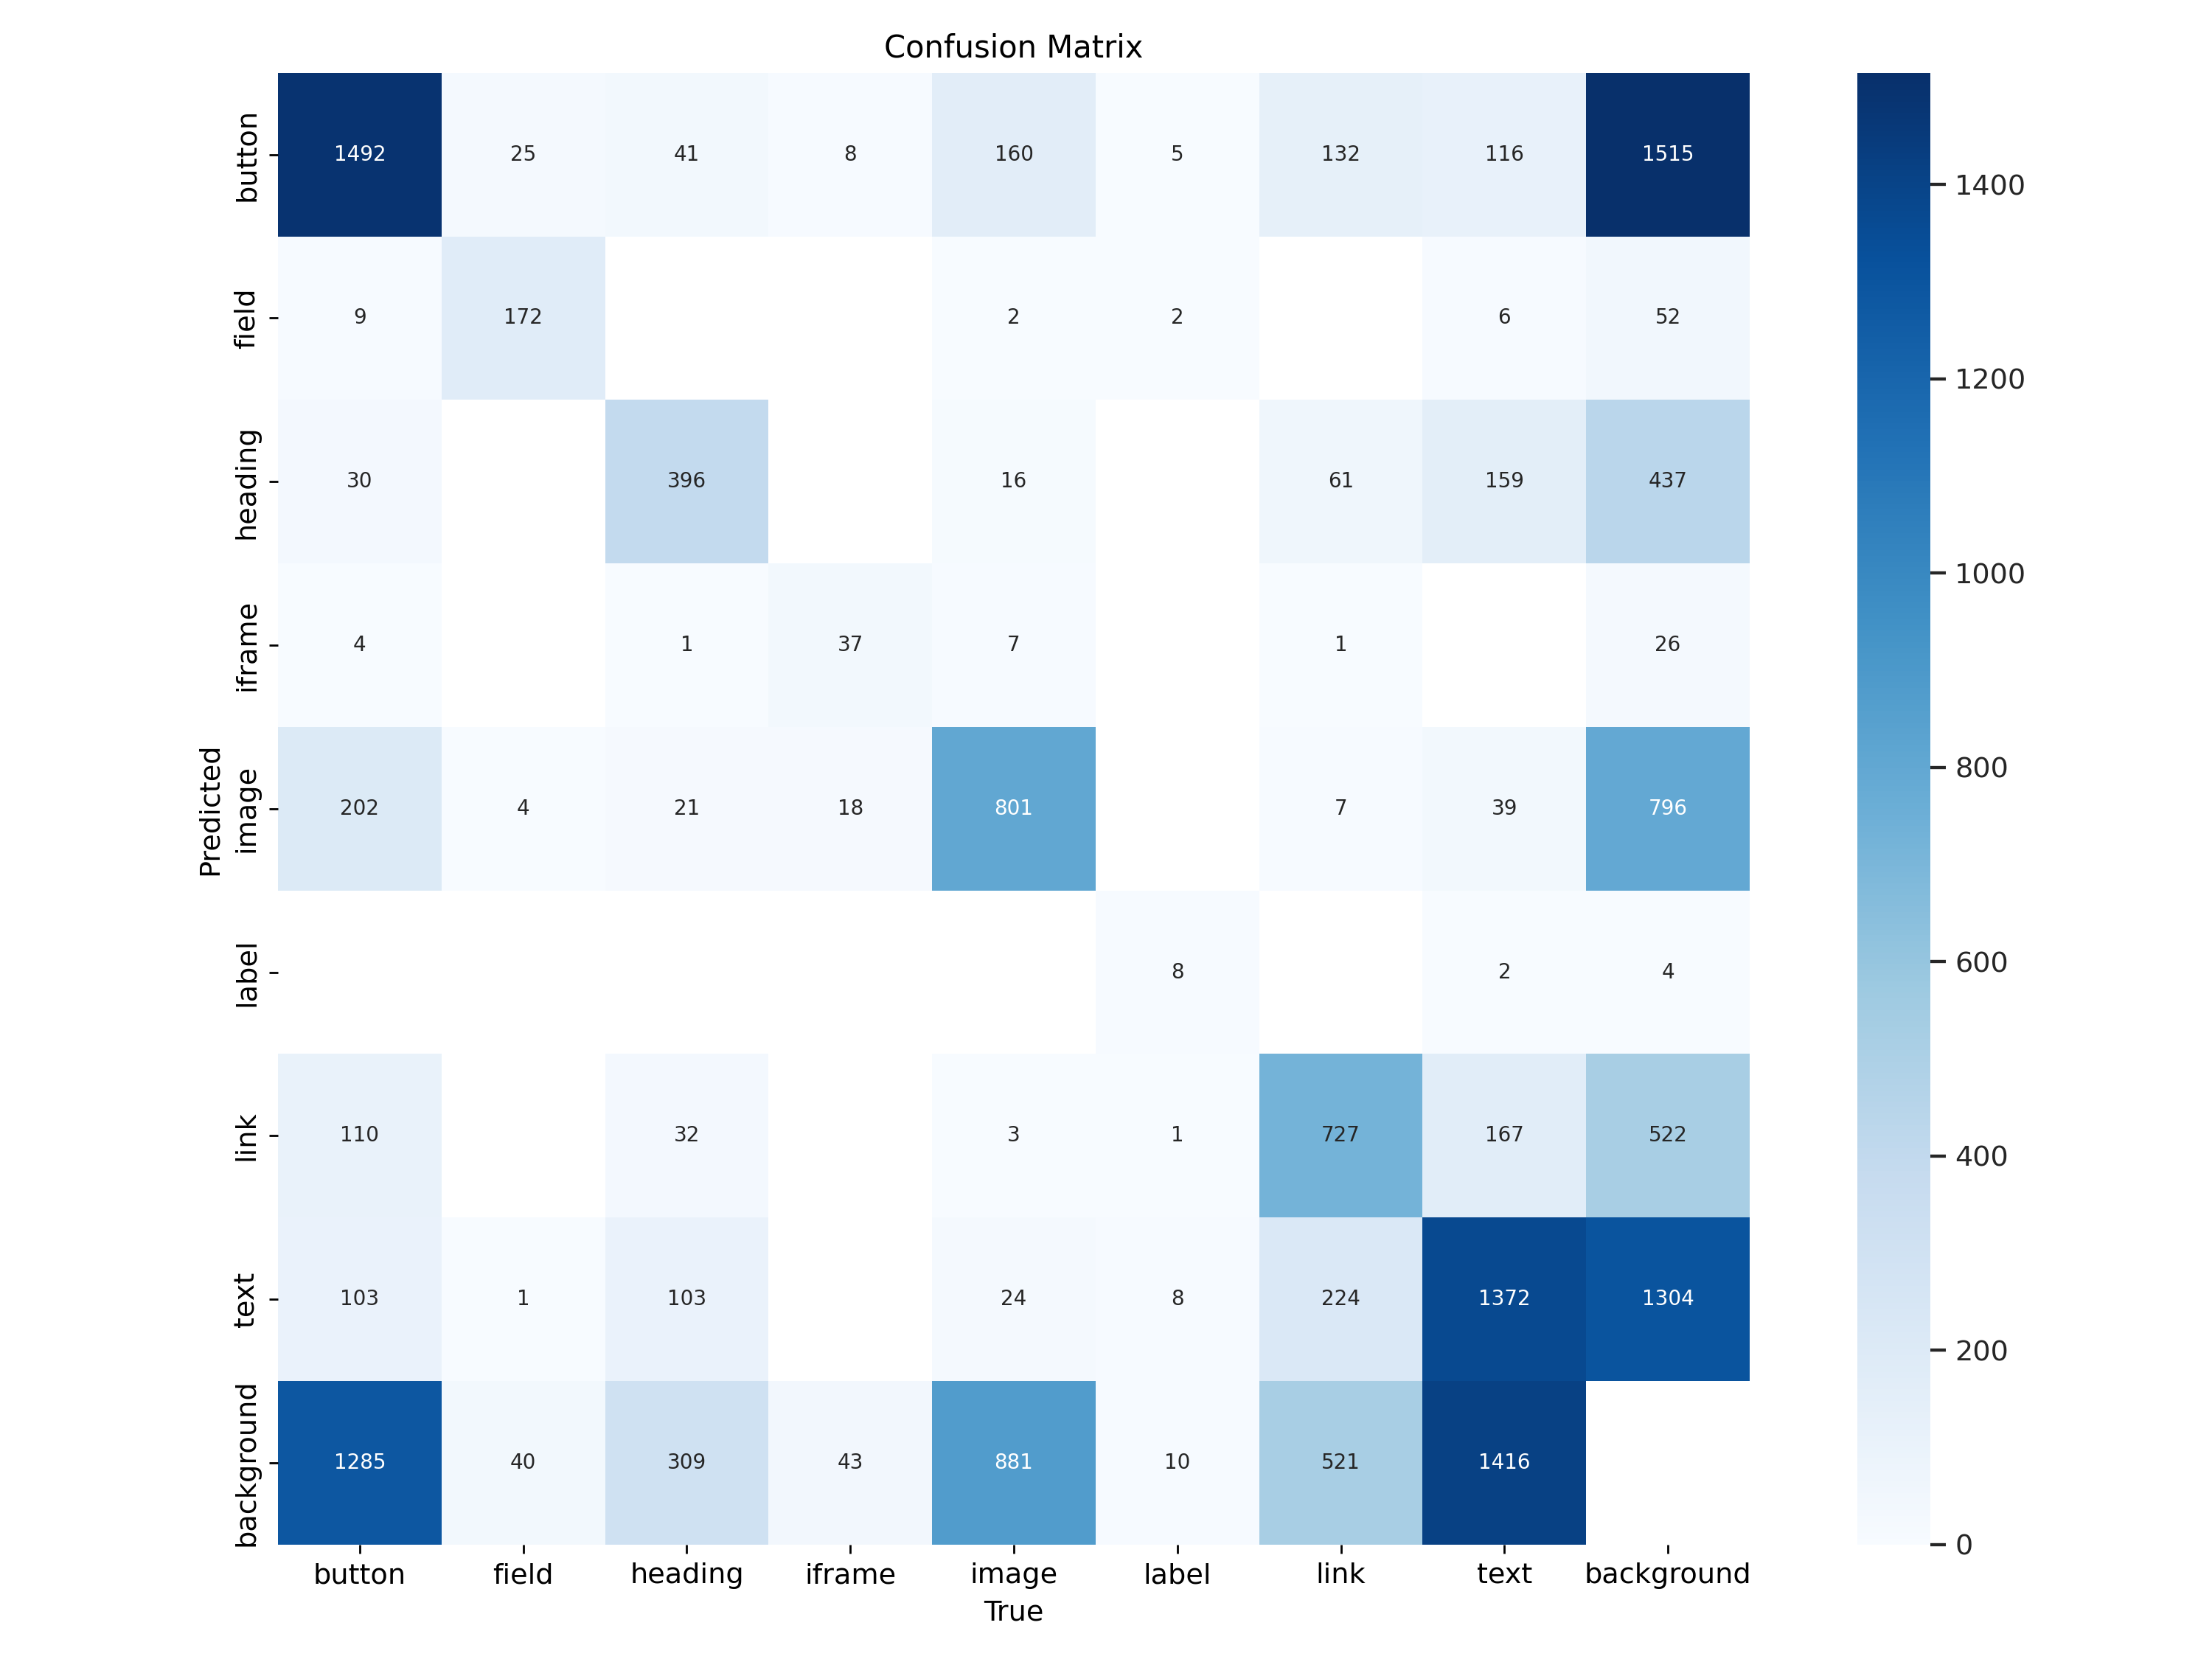 Confusion Matrix
button 1492 25 41 8 160 5 132 116 1515
field 9 172 2 2 6 52
heading 30 396 16 61 159 437
iframe 4 1 37 7 1 26
image 202 4 21 18 801 7 39 796
label 8 2 4
link 110 32 3 1 727 167 522
text 103 1 103 24 8 224 1372 1304
background 1285 40 309 43 881 10 521 1416
button field heading iframe image label link text background
True
Predicted
1400
1200
1000
800
600
400
200
0